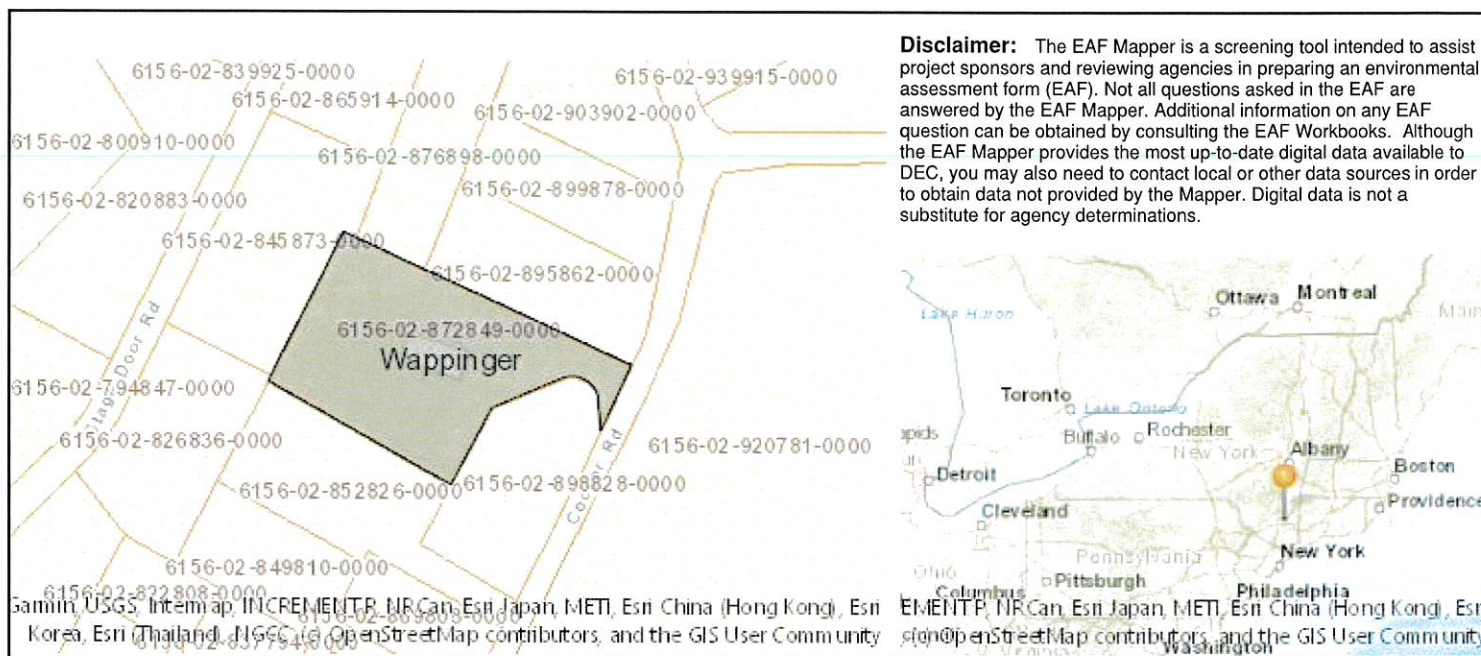 Disclaimer: The EAF Mapper is a screening tool intended to assist
project sponsors and reviewing agencies in preparing an environmental
assessment form (EAF). Not all questions asked in the EAF are
answered by the EAF Mapper. Additional information on any EAF
question can be obtained by consulting the EAF Workbooks. Although
the EAF Mapper provides the most up-to-date digital data available to
DEC, you may also need to contact local or other data sources in order
to obtain data not provided by the Mapper. Digital data is not a
substitute for agency determinations.
6156-02-839925-0000
6156-02-939915-0000
6156-02-865914-0000
6156-02-903902-0000
6156-02-800910-0000
6156-02-876898-0000
6156-02-899878-0000
6156-02-820883-0000
6156-02-845873-0000
6156-02-895862-0000
6156-02-872849-0000
Wappinger
6156-02-794847-0000
Door Rd
6156-02-826836-0000
6156-02-920781-0000
6156-02-852826-0000
6156-02-898828-0000
Rd
6156-02-849810-0000
6156-02-822808-0000
Garmin, USGS, Intermap, INCREMENT P, NRCan, Esri Japan, METI, Esri China (Hong Kong), Esri
Korea, Esri (Thailand), NGCC, (c) OpenStreetMap contributors, and the GIS User Community
Ottawa
Montreal
Lake Huron
Toronto
Lake Ontario
Buffalo
Rochester
New York
Albany
Boston
Detroit
Providence
Cleveland
New York
Pennsylvania
Ohio
Pittsburgh
Columbus
Philadelphia
EMENT P, NRCan, Esri Japan, METI, Esri China (Hong Kong), Esri
OpenStreetMap contributors, and the GIS User Community
Washington